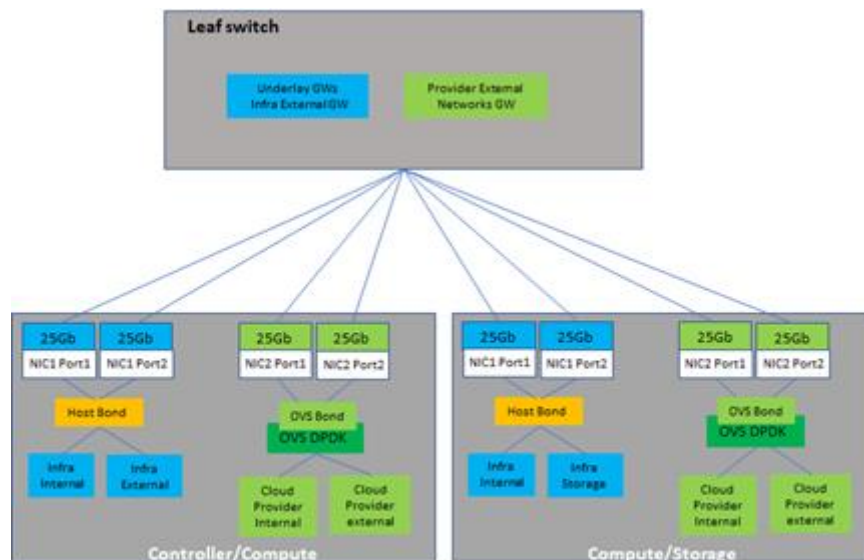 Leaf switch
Underlay GWs
Infra External GW
Provider External
Networks GW
25Gb
25Gb
25Gb
25Gb
NIC1 Port1
NIC1 Port2
NIC2 Port1
NIC2 Port2
Host Bond
OVS Bond
OVS DPDK
Infra
Internal
Infra
External
Cloud
Provider
Internal
Cloud
Provider
external
Controller/Compute
25Gb
25Gb
25Gb
25Gb
NIC1 Port1
NIC1 Port2
NIC2 Port1
NIC2 Port2
Host Bond
OVS Bond
OVS DPDK
Infra
Internal
Infra
Storage
Cloud
Provider
Internal
Cloud
Provider
external
Compute/Storage